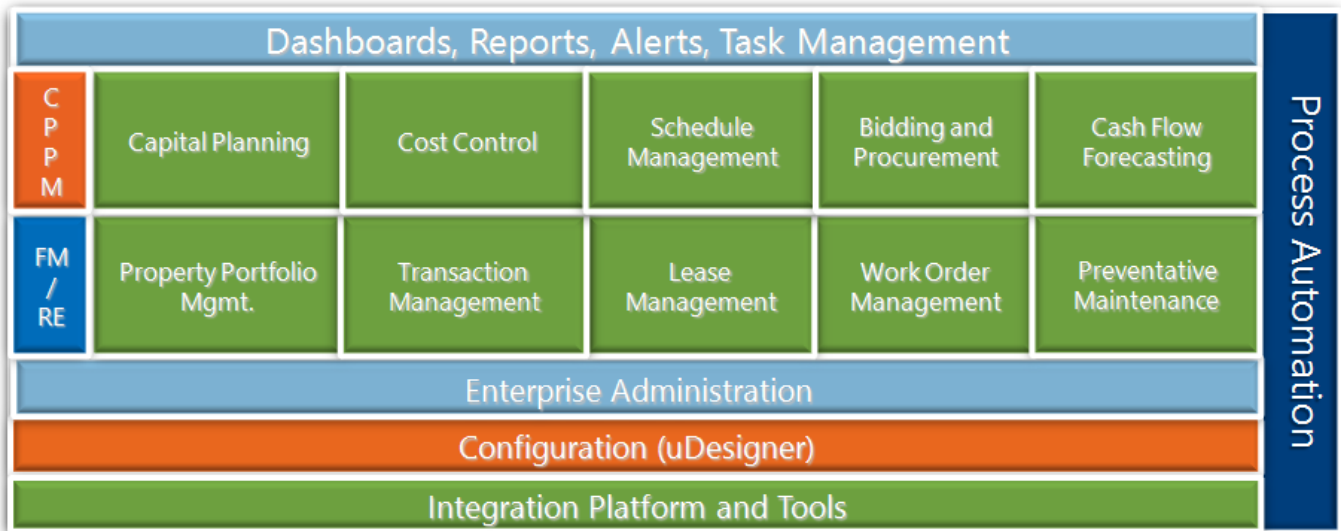 Dashboards, Reports, Alerts, Task Management
C
P
P
M
Capital Planning
Cost Control
Schedule
Management
Bidding and
Procurement
Cash Flow
Forecasting
FM
/
RE
Property Portfolio
Mgmt.
Transaction
Management
Lease
Management
Work Order
Management
Preventative
Maintenance
Enterprise Administration
Configuration (uDesigner)
Integration Platform and Tools
Process Automation